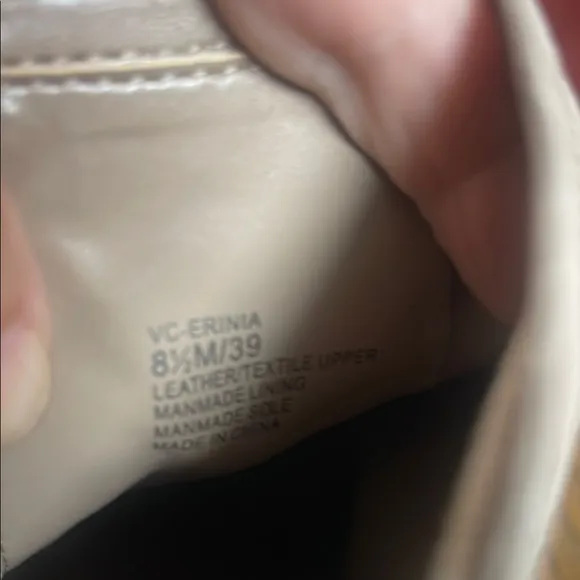 VC-ERINIA
8½M/39
LEATHER/TEXTILE UPPER
MANMADE LINING
MANMADE SOLE
MADE IN CHINA